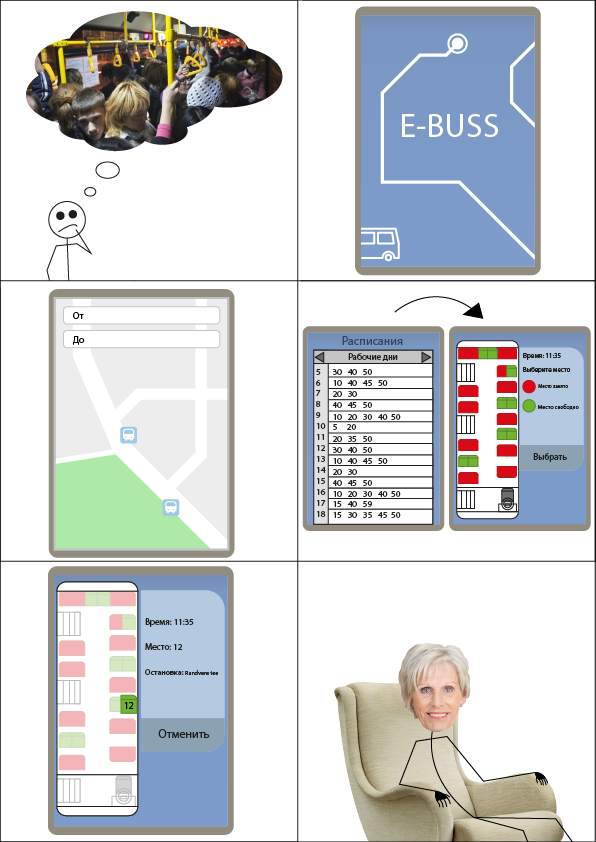 E-BUSS
От
До
Расписания
Рабочие дни
5 30 40 50
6 10 40 45 50
7 20 30
8 40 45 50
9 10 20 30 40 50
10 5 20
11 20 35 50
12 30 40 50
13 10 40 45 50
14 20 30
15 40 45 50
16 10 20 30 40 50
17 15 40 59
18 15 30 35 45 50
Время: 11:35
Выберите место
Место занято
Место свободно
Выбрать
Время: 11:35
Место: 12
Остановка: Randvere tee
12
Отменить